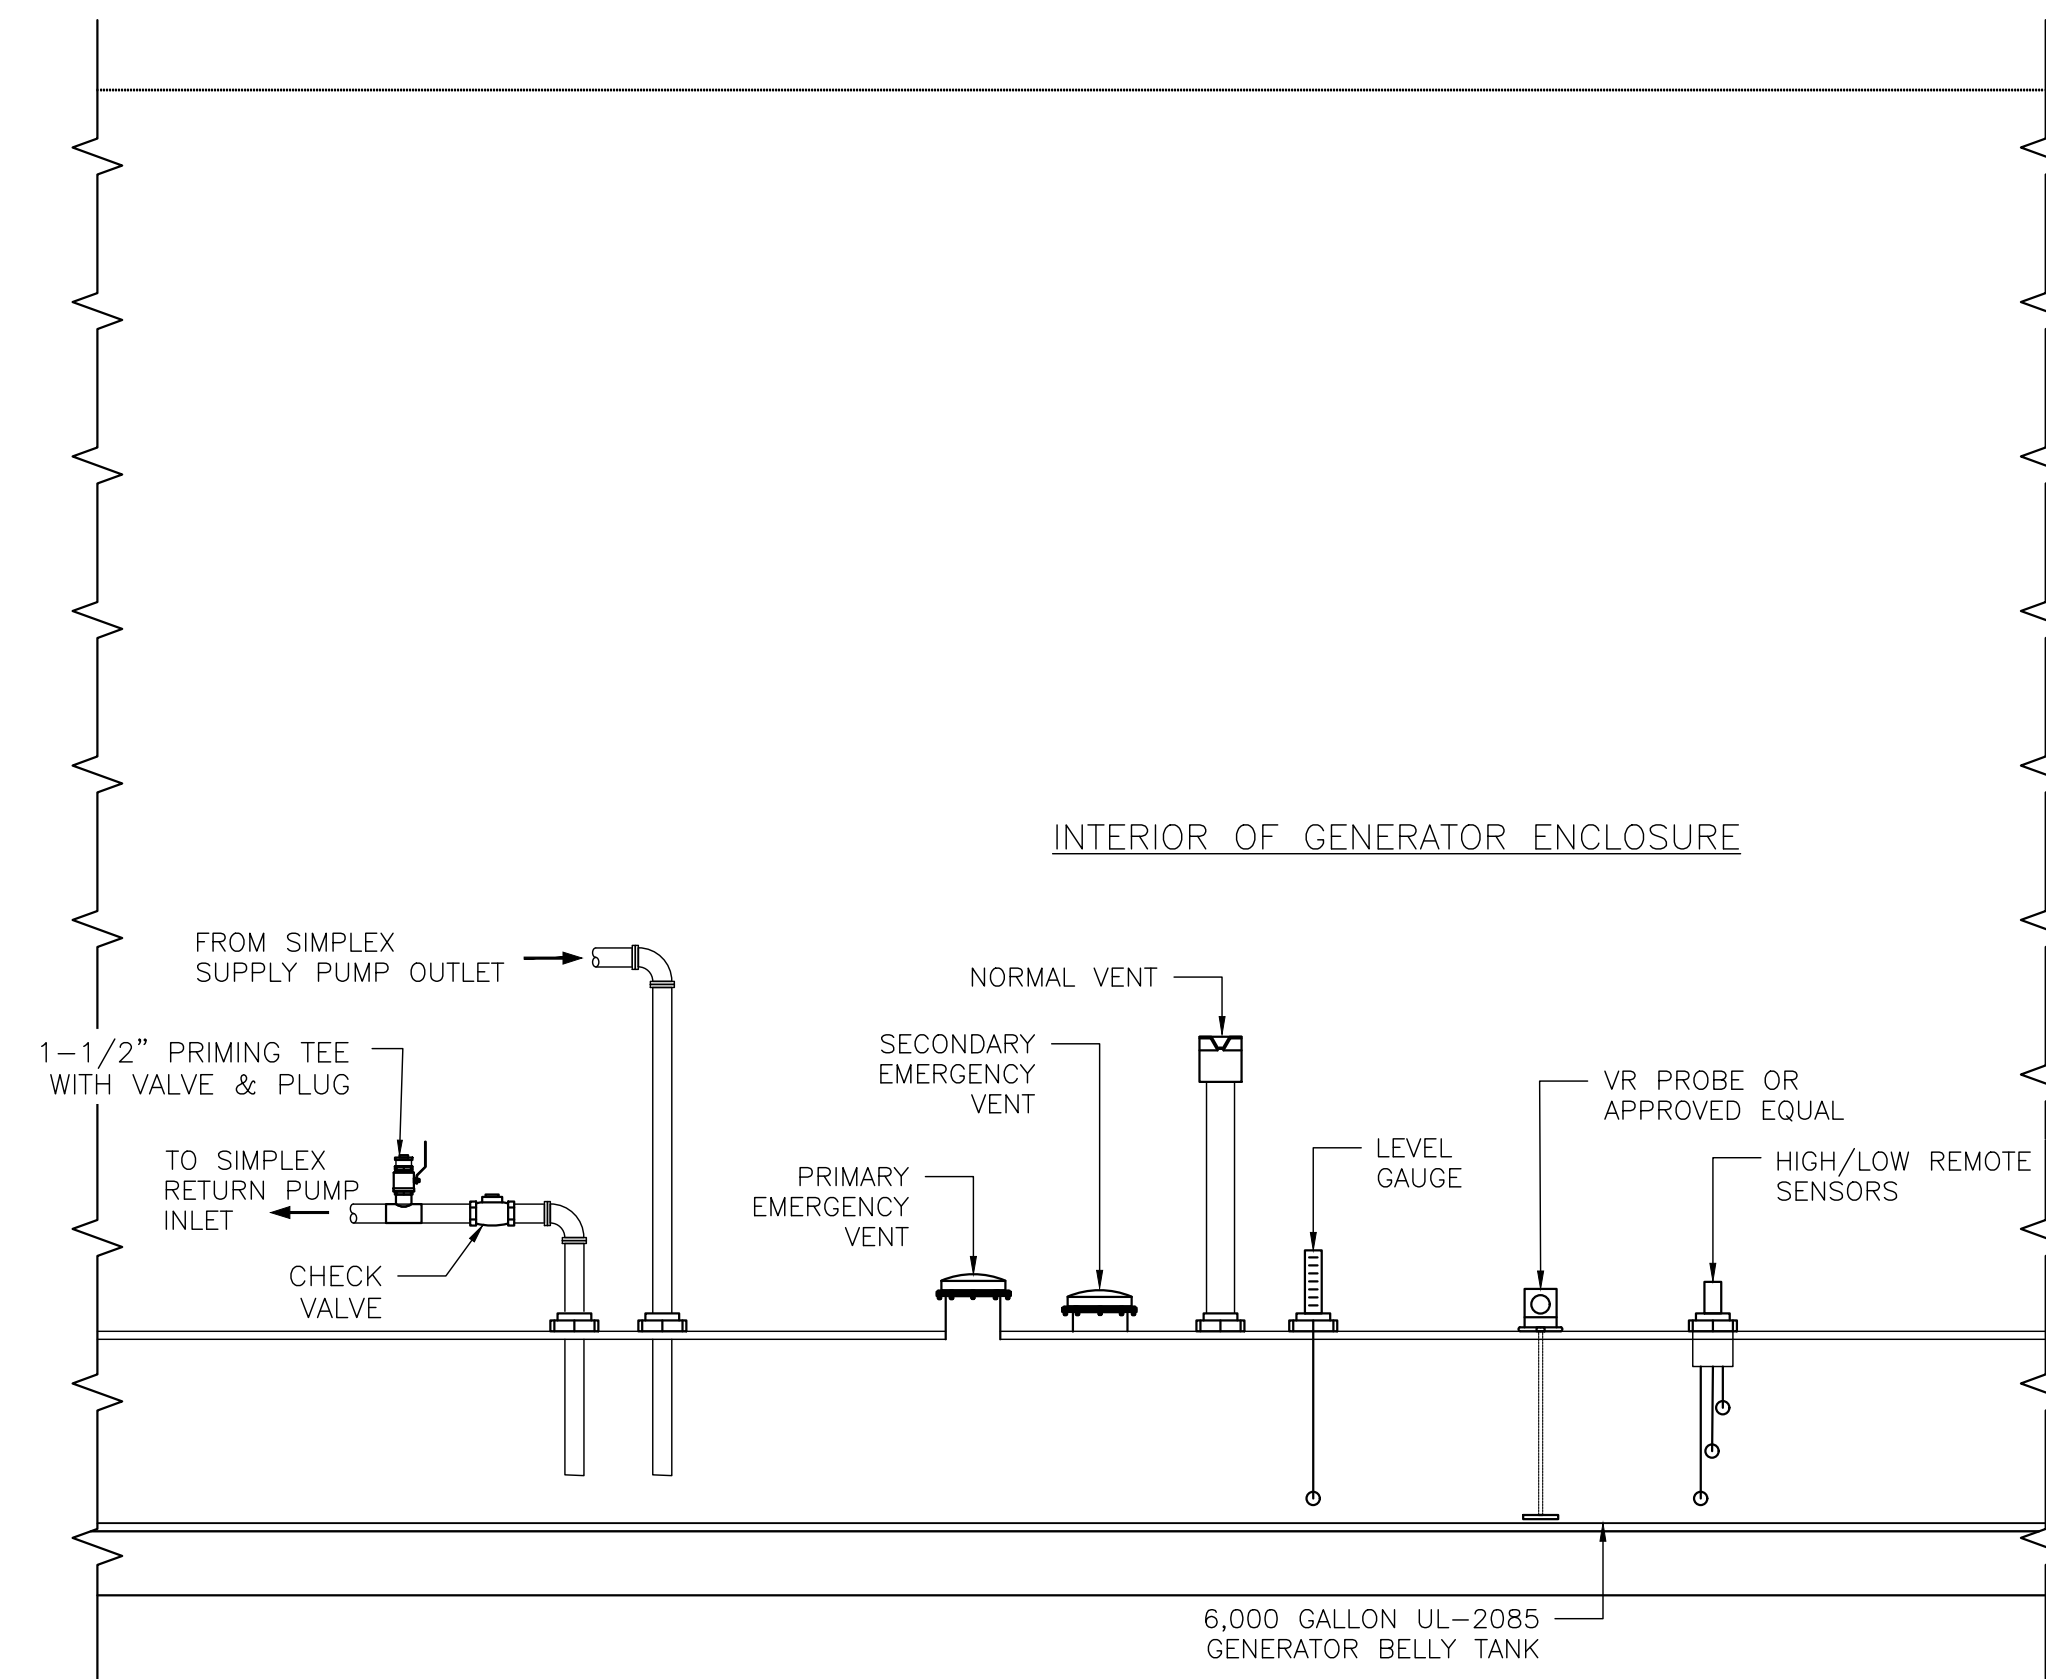 INTERIOR OF GENERATOR ENCLOSURE
FROM SIMPLEX
SUPPLY PUMP OUTLET
1-1/2" PRIMING TEE
WITH VALVE & PLUG
TO SIMPLEX
RETURN PUMP
INLET
CHECK
VALVE
NORMAL VENT
SECONDARY
EMERGENCY
VENT
PRIMARY
EMERGENCY
VENT
LEVEL
GAUGE
VR PROBE OR
APPROVED EQUAL
HIGH/LOW REMOTE
SENSORS
6,000 GALLON UL-2085
GENERATOR BELLY TANK